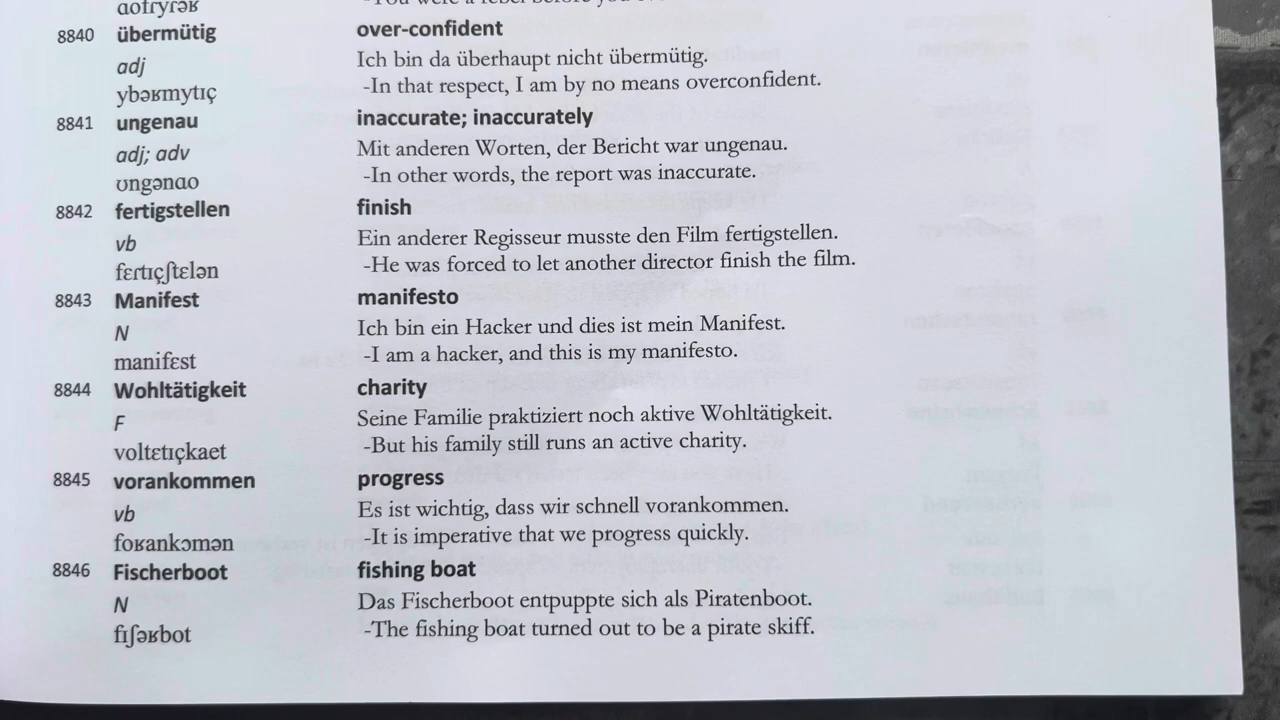 8840 übermütig over-confident
adj Ich bin da überhaupt nicht übermütig.
ybəʁmytɪç -In that respect, I am by no means overconfident.
8841 ungenau inaccurate; inaccurately
adj; adv Mit anderen Worten, der Bericht war ungenau.
ʊngənɑo -In other words, the report was inaccurate.
8842 fertigstellen finish
vb Ein anderer Regisseur musste den Film fertigstellen.
fɛrtɪçʃtɛlən -He was forced to let another director finish the film.
8843 Manifest manifesto
N Ich bin ein Hacker und dies ist mein Manifest.
manifɛst -I am a hacker, and this is my manifesto.
8844 Wohltätigkeit charity
F Seine Familie praktiziert noch aktive Wohltätigkeit.
voltɛtɪçkaet -But his family still runs an active charity.
8845 vorankommen progress
vb Es ist wichtig, dass wir schnell vorankommen.
foʁankɔmən -It is imperative that we progress quickly.
8846 Fischerboot fishing boat
N Das Fischerboot entpuppte sich als Piratenboot.
fɪʃəʁbot -The fishing boat turned out to be a pirate skiff.